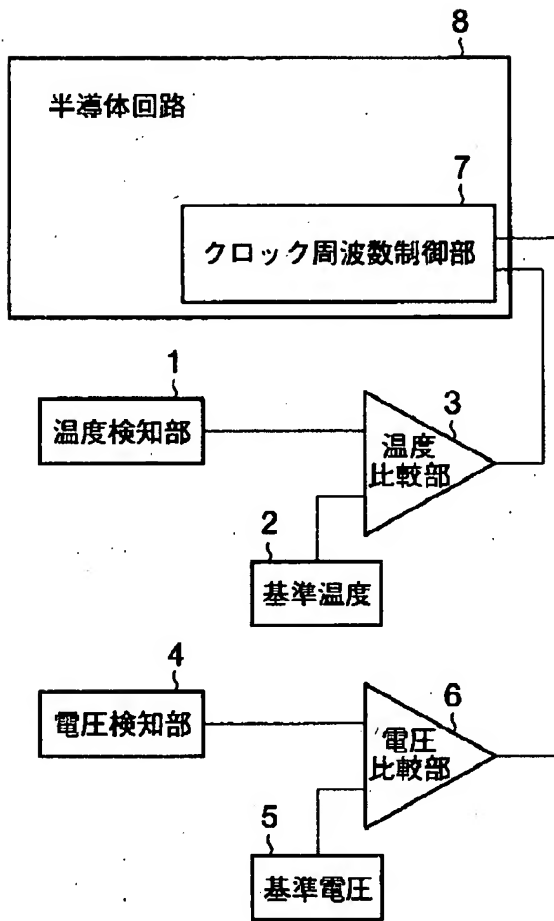 8
半導体回路
7
クロック周波数制御部
1
温度検知部
3
温度
比較部
2
基準温度
4
電圧検知部
6
電圧
比較部
5
基準電圧